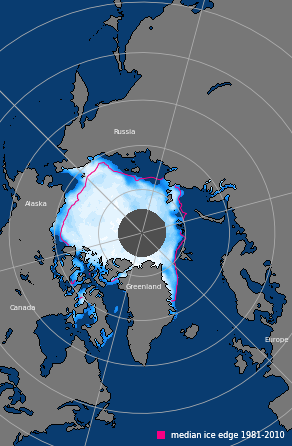 Russia
Alaska
Greenland
Canada
Europe
median ice edge 1981-2010